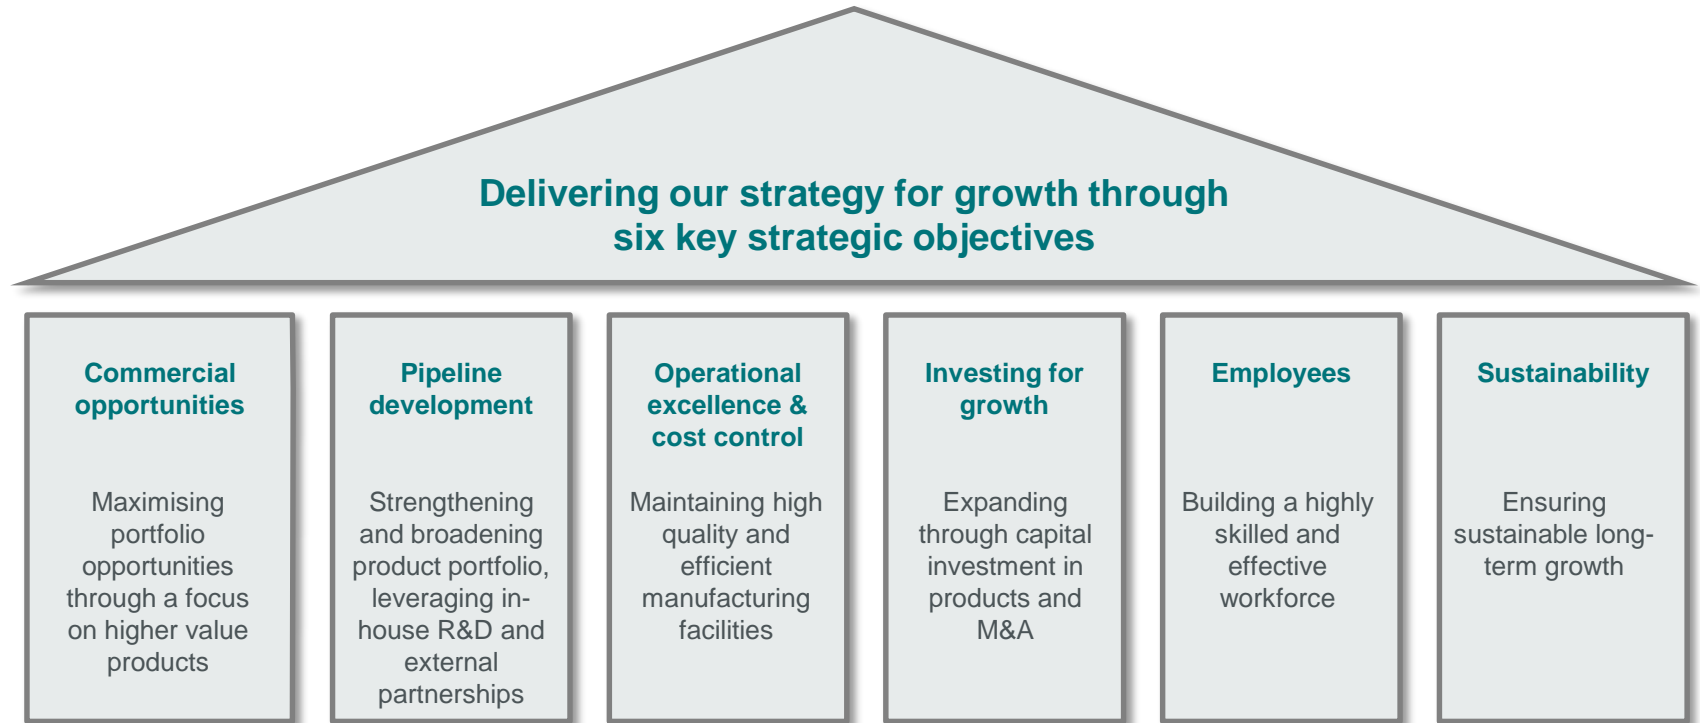 Delivering our strategy for growth through
six key strategic objectives
Commercial
opportunities
Maximising
portfolio
opportunities
through a focus
on higher value
products
Pipeline
development
Strengthening
and broadening
product portfolio,
leveraging in-
house R&D and
external
partnerships
Operational
excellence &
cost control
Maintaining high
quality and
efficient
manufacturing
facilities
Investing for
growth
Expanding
through capital
investment in
products and
M&A
Employees
Building a highly
skilled and
effective
workforce
Sustainability
Ensuring
sustainable long-
term growth